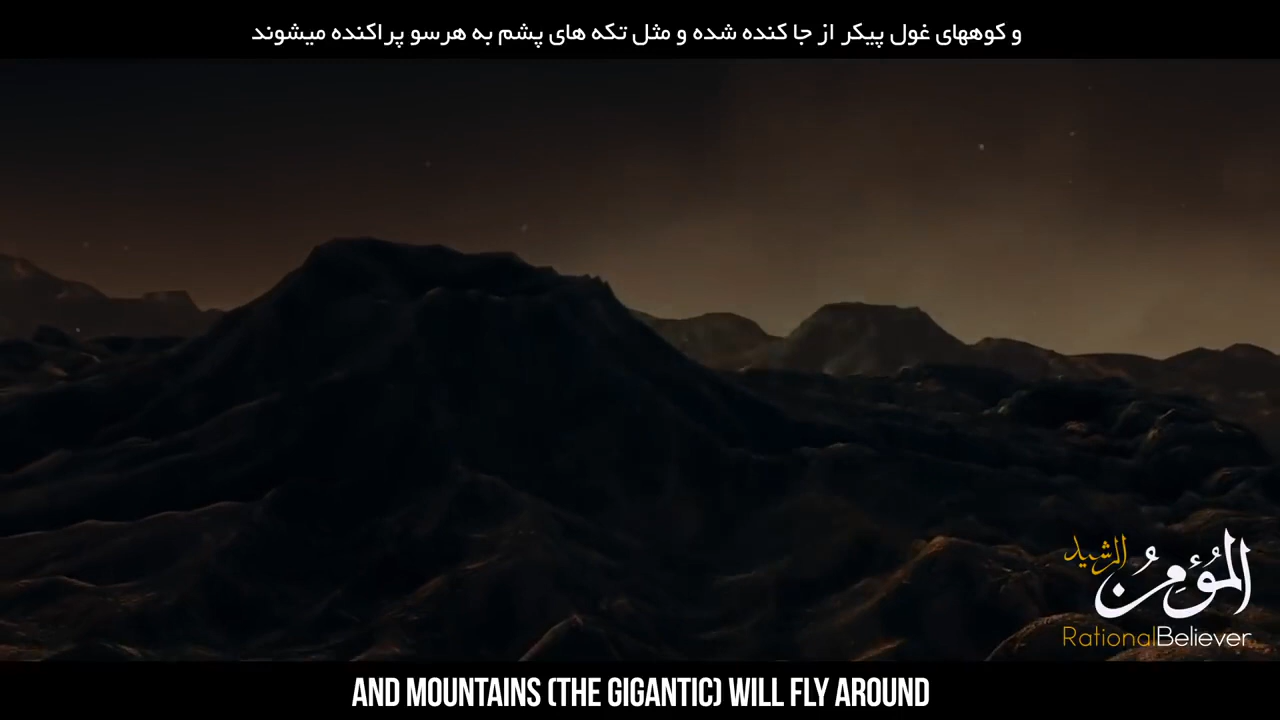 و کوههای غول پیکر از جا کنده شده و مثل تکه های پشم به هرسو پراکنده میشوند
المؤمن الرشيد
RationalBeliever
AND MOUNTAINS (THE GIGANTIC) WILL FLY AROUND